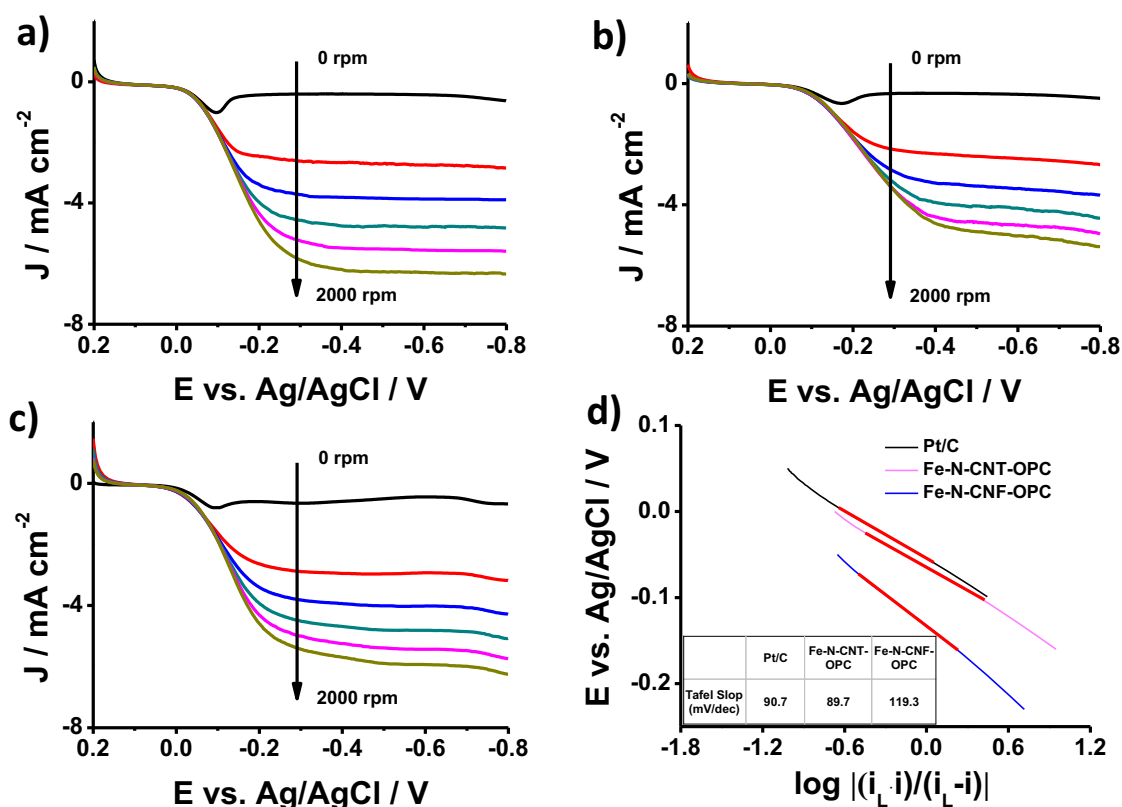 a)
0 rpm
2000 rpm
0
-4
-8
J / mA cm-2
0.2 0.0 -0.2 -0.4 -0.6 -0.8
E vs. Ag/AgCl / V
b)
0 rpm
2000 rpm
0
-4
-8
J / mA cm-2
0.2 0.0 -0.2 -0.4 -0.6 -0.8
E vs. Ag/AgCl / V
c)
0 rpm
2000 rpm
0
-4
-8
J / mA cm-2
0.2 0.0 -0.2 -0.4 -0.6 -0.8
E vs. Ag/AgCl / V
d)
Pt/C
Fe-N-CNT-OPC
Fe-N-CNF-OPC
0.1
0.0
-0.1
-0.2
E vs. Ag/AgCl / V
Pt/C Fe-N-CNT-OPC Fe-N-CNF-OPC
Tafel Slop (mV/dec) 90.7 89.7 119.3
-1.8 -1.2 -0.6 0.0 0.6 1.2
log |(iL·i)/(iL-i)|